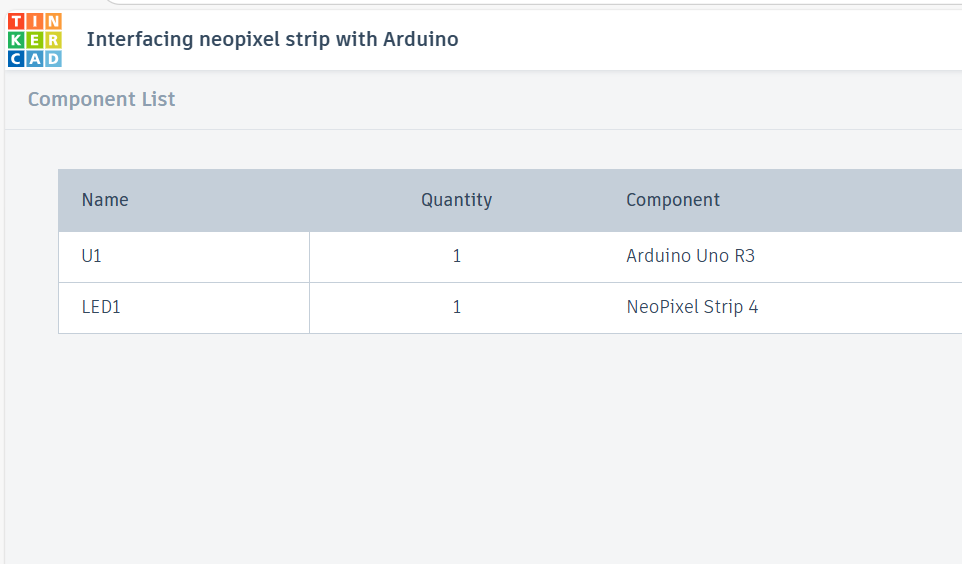 TIN
KER
CAD
Interfacing neopixel strip with Arduino
Component List
Name Quantity Component
U1 1 Arduino Uno R3
LED1 1 NeoPixel Strip 4